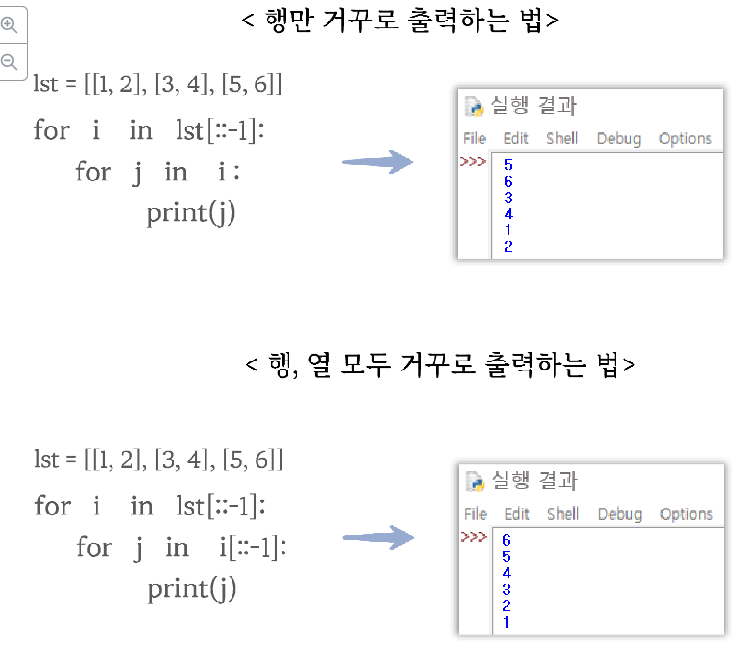 < 행만 거꾸로 출력하는 법>
lst = [[1, 2], [3, 4], [5, 6]]
for i in lst[::-1]:
for j in i :
print(j)
실행 결과
File Edit Shell Debug Options
>>> 5
6
3
4
1
2
< 행, 열 모두 거꾸로 출력하는 법>
lst = [[1, 2], [3, 4], [5, 6]]
for i in lst[::-1]:
for j in i[::-1]:
print(j)
실행 결과
File Edit Shell Debug Options
>>> 6
5
4
3
2
1